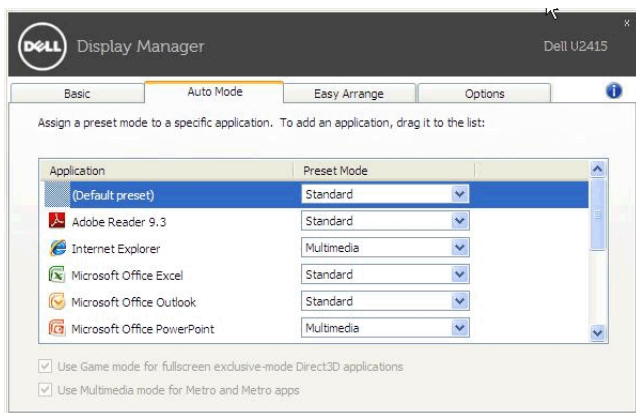 DELL Display Manager Dell U2415
Basic Auto Mode Easy Arrange Options
Assign a preset mode to a specific application. To add an application, drag it to the list:
Application Preset Mode
(Default preset) Standard
Adobe Reader 9.3 Standard
Internet Explorer Multimedia
Microsoft Office Excel Standard
Microsoft Office Outlook Standard
Microsoft Office PowerPoint Multimedia
Use Game mode for fullscreen exclusive-mode Direct3D applications
Use Multimedia mode for Metro and Metro apps